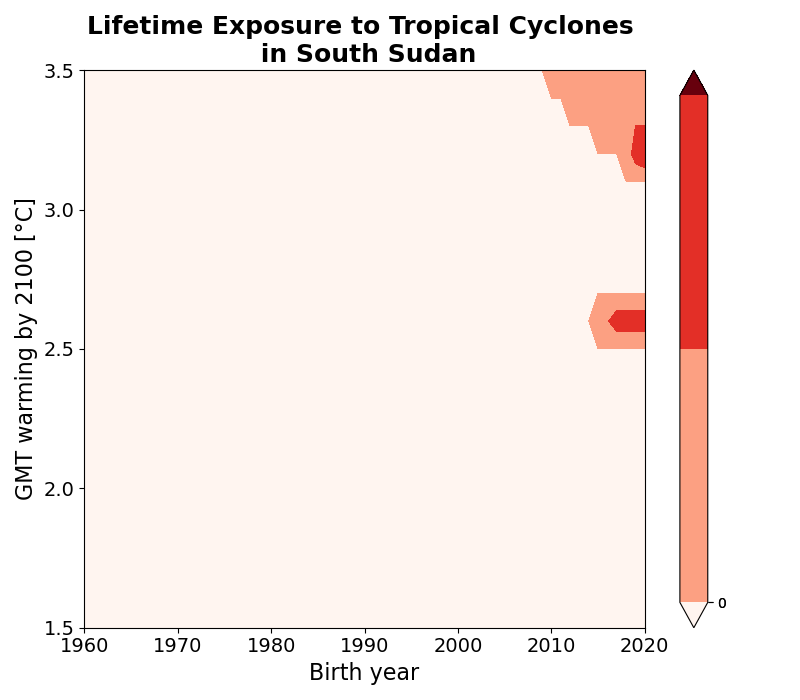 Lifetime Exposure to Tropical Cyclones
in South Sudan
3.5
3.0
2.5
2.0
1.5
GMT warming by 2100 [°C]
1960 1970 1980 1990 2000 2010 2020
Birth year
0